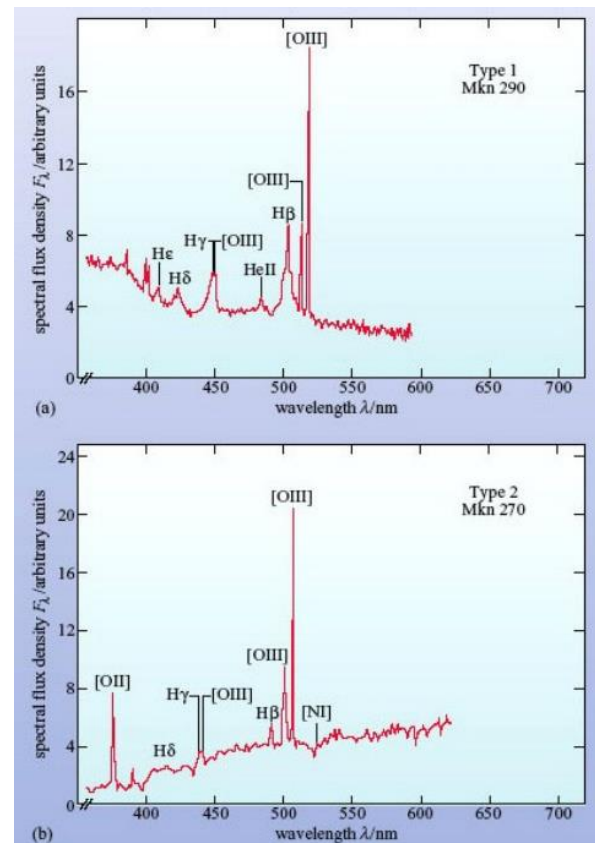 [OIII]
Type 1
Mkn 290
[OIII]
Hβ
Hγ [OIII]
Hε
Hδ
HeII
16
12
8
4
0
spectral flux density Fλ /arbitrary units
400 450 500 550 600 650 700
(a) wavelength λ/nm
24
[OIII]
Type 2
Mkn 270
20
16
12
[OIII]
[OII]
8
Hγ [OIII]
Hβ [NI]
Hδ
4
0
spectral flux density Fλ /arbitrary units
400 450 500 550 600 650 700
(b) wavelength λ/nm